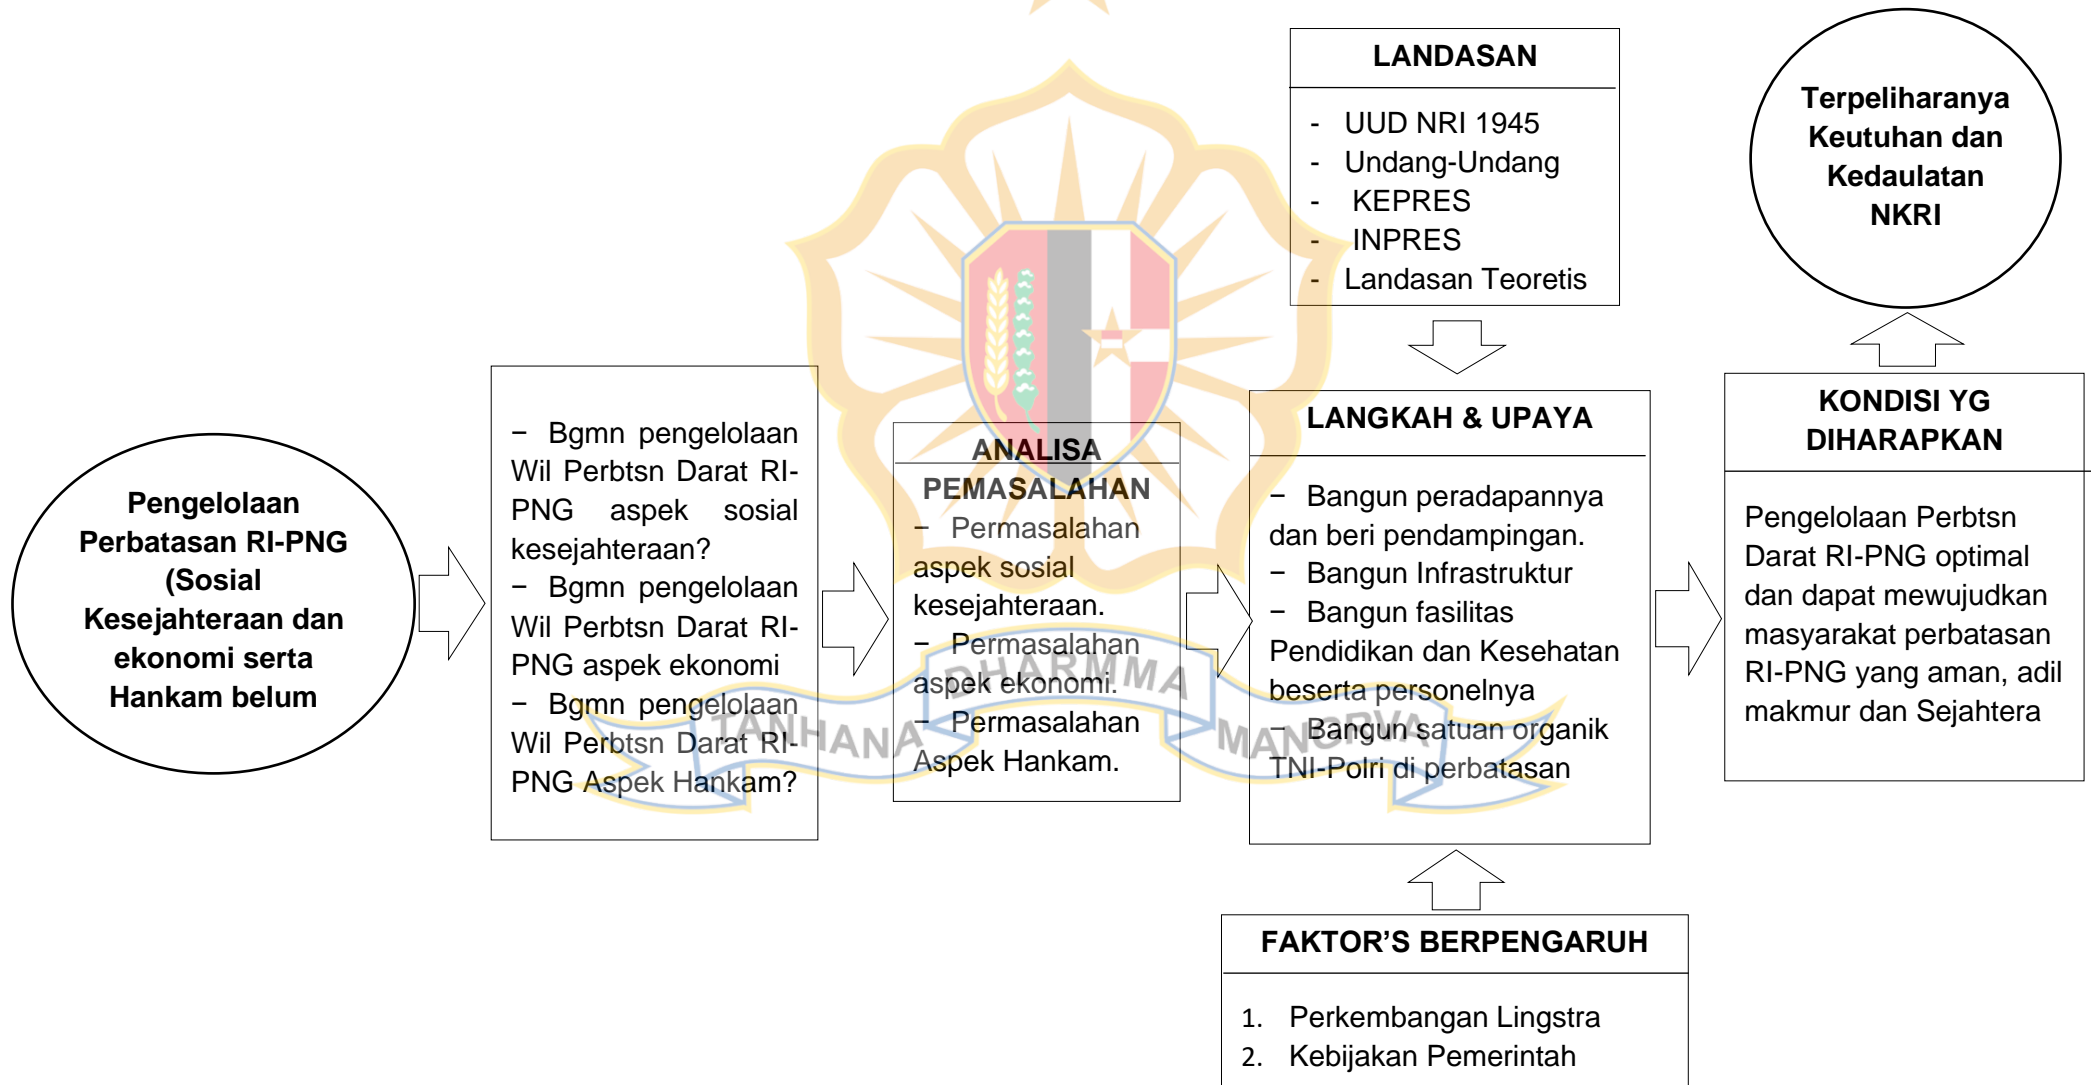 Pengelolaan
Perbatasan RI-PNG
(Sosial
Kesejahteraan dan
ekonomi serta
Hankam belum
− Bgmn pengelolaan
Wil Perbtsn Darat RI-
PNG aspek sosial
kesejahteraan?
− Bgmn pengelolaan
Wil Perbtsn Darat RI-
PNG aspek ekonomi
− Bgmn pengelolaan
Wil Perbtsn Darat RI-
PNG Aspek Hankam?
ANALISA
PEMASALAHAN
− Permasalahan
aspek sosial
kesejahteraan.
− Permasalahan
aspek ekonomi.
− Permasalahan
Aspek Hankam.
LANDASAN
- UUD NRI 1945
- Undang-Undang
- KEPRES
- INPRES
- Landasan Teoretis
LANGKAH & UPAYA
− Bangun peradapannya
dan beri pendampingan.
− Bangun Infrastruktur
− Bangun fasilitas
Pendidikan dan Kesehatan
beserta personelnya
− Bangun satuan organik
TNI-Polri di perbatasan
FAKTOR’S BERPENGARUH
1. Perkembangan Lingstra
2. Kebijakan Pemerintah
KONDISI YG
DIHARAPKAN
Pengelolaan Perbtsn
Darat RI-PNG optimal
dan dapat mewujudkan
masyarakat perbatasan
RI-PNG yang aman, adil
makmur dan Sejahtera
Terpeliharanya
Keutuhan dan
Kedaulatan
NKRI
TANHANA DHARMMA MANGRVA